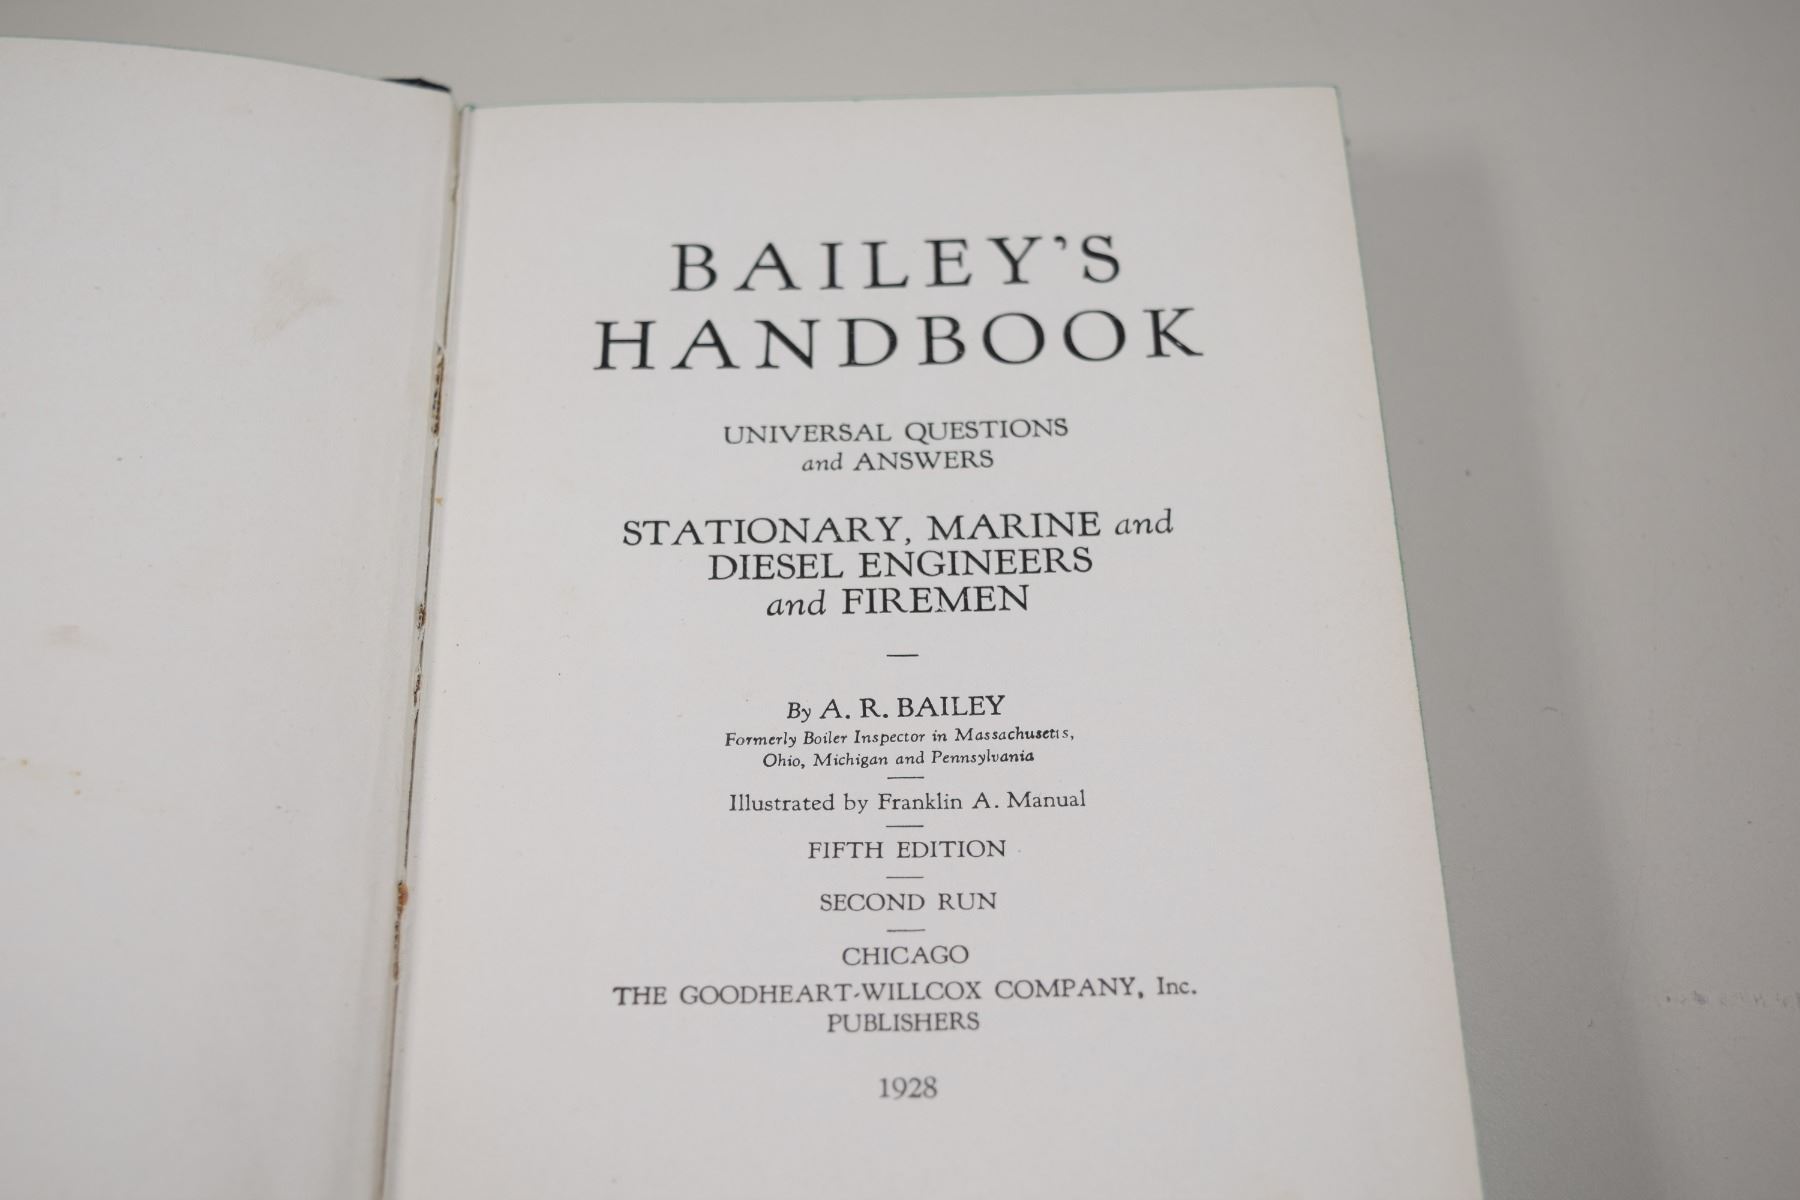 BAILEY'S
HANDBOOK
UNIVERSAL QUESTIONS
and ANSWERS
STATIONARY, MARINE and
DIESEL ENGINEERS
and FIREMEN
By A. R. BAILEY
Formerly Boiler Inspector in Massachusetts,
Ohio, Michigan and Pennsylvania
Illustrated by Franklin A. Manual
FIFTH EDITION
SECOND RUN
CHICAGO
THE GOODHEART-WILLCOX COMPANY, Inc.
PUBLISHERS
1928